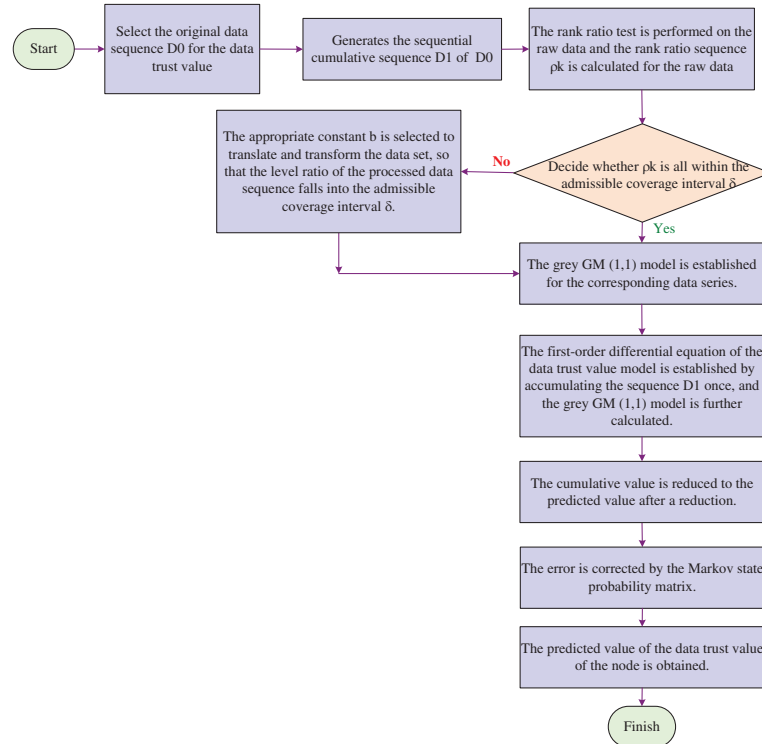 Start
Select the original data
sequence D0 for the data
trust value
Generates the sequential
cumulative sequence D1 of D0
The rank ratio test is performed on the
raw data and the rank ratio sequence
ρk is calculated for the raw data
The appropriate constant b is selected to
translate and transform the data set, so
that the level ratio of the processed data
sequence falls into the admissible
coverage interval δ.
No
Decide whether ρk is all within the
admissible coverage interval δ
Yes
The grey GM (1,1) model is established
for the corresponding data series.
The first-order differential equation of the
data trust value model is established by
accumulating the sequence D1 once, and
the grey GM (1,1) model is further
calculated.
The cumulative value is reduced to the
predicted value after a reduction.
The error is corrected by the Markov state
probability matrix.
The predicted value of the data trust value
of the node is obtained.
Finish